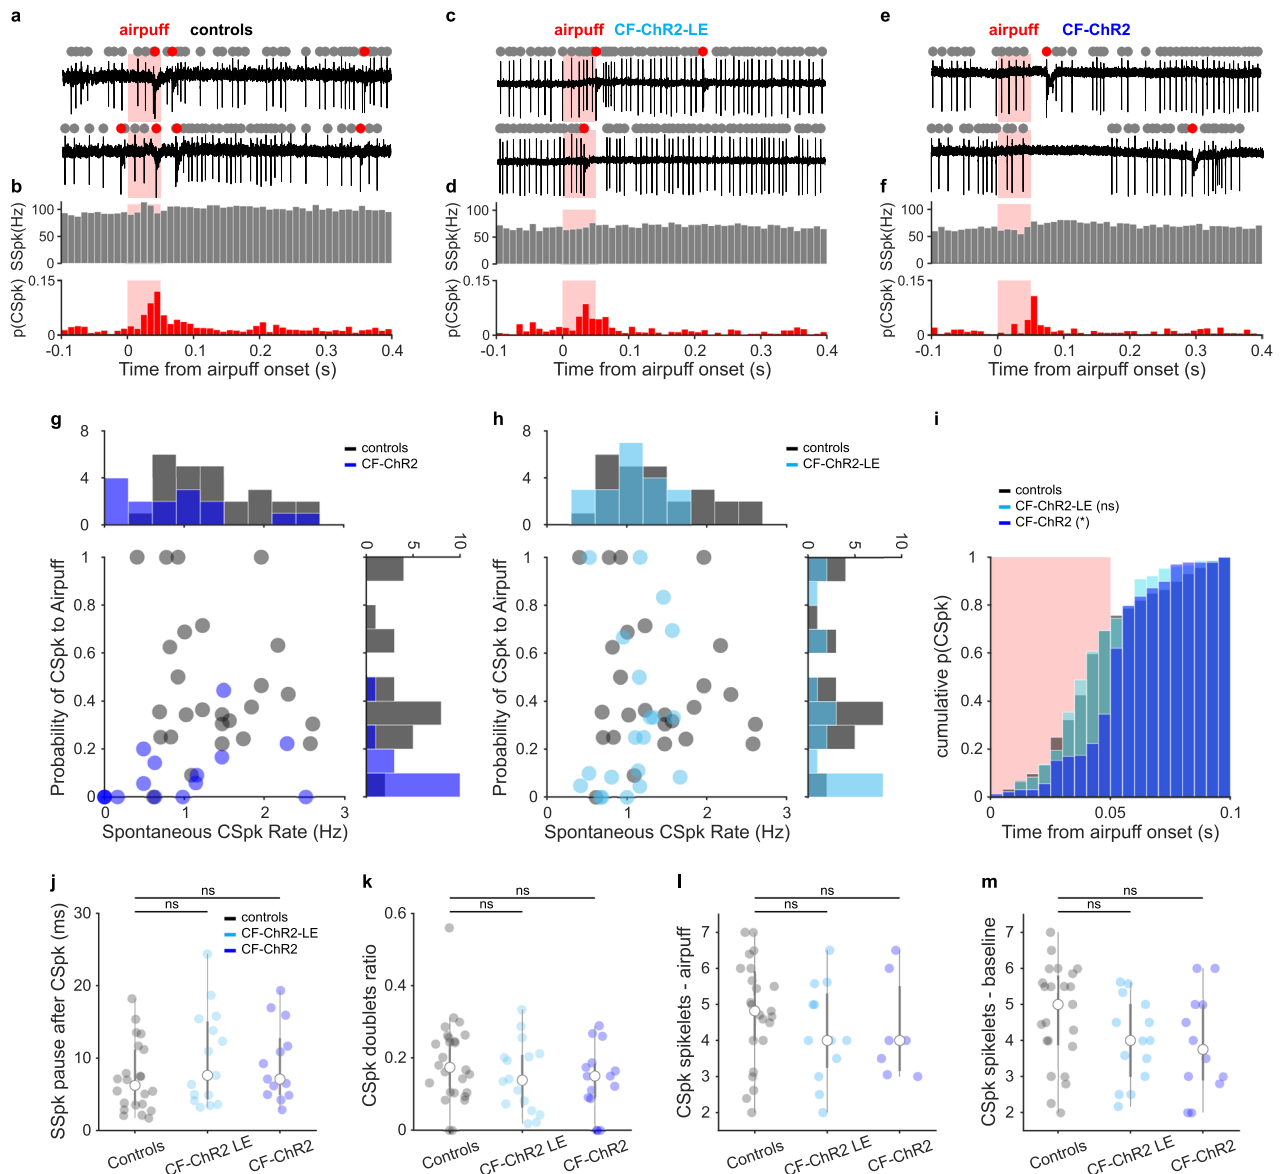 a
airpuff controls
c
airpuff CF-ChR2-LE
e
airpuff CF-ChR2
b
SSpk(Hz)
100
50
0
p(CSpk)
0.15
0
-0.1 0 0.1 0.2 0.3 0.4
Time from airpuff onset (s)
d
SSpk(Hz)
100
50
0
p(CSpk)
0.15
0
-0.1 0 0.1 0.2 0.3 0.4
Time from airpuff onset (s)
f
SSpk(Hz)
100
50
0
p(CSpk)
0.15
0
-0.1 0 0.1 0.2 0.3 0.4
Time from airpuff onset (s)
g
8
4
0
controls
CF-ChR2
0 5 10
Probability of CSpk to Airpuff
1
0.8
0.6
0.4
0.2
0
0 1 2 3
Spontaneous CSpk Rate (Hz)
h
8
4
0
controls
CF-ChR2-LE
0 5 10
Probability of CSpk to Airpuff
1
0.8
0.6
0.4
0.2
0
0 1 2 3
Spontaneous CSpk Rate (Hz)
i
controls
CF-ChR2-LE (ns)
CF-ChR2 (*)
cumulative p(CSpk)
1
0.8
0.6
0.4
0.2
0
0 0.05 0.1
Time from airpuff onset (s)
j
ns
ns
controls
CF-ChR2-LE
CF-ChR2
SSpk pause after CSpk (ms)
30
20
10
0
Controls CF-ChR2 LE CF-ChR2
k
ns
ns
CSpk doublets ratio
0.6
0.4
0.2
0
Controls CF-ChR2 LE CF-ChR2
l
ns
ns
CSpk spikelets - airpuff
7
6
5
4
3
2
Controls CF-ChR2 LE CF-ChR2
m
ns
ns
CSpk spikelets - baseline
7
6
5
4
3
2
Controls CF-ChR2 LE CF-ChR2